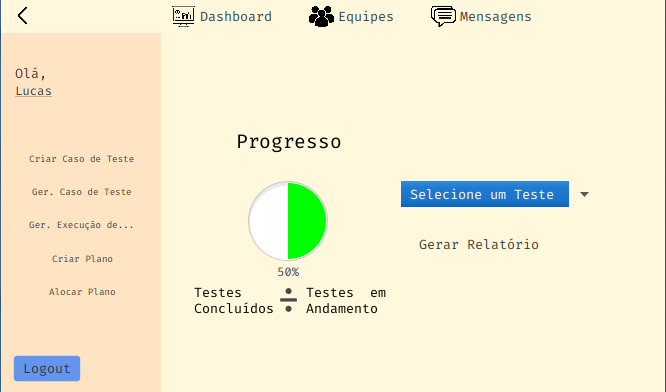 Dashboard
Equipes
Mensagens
Olá,
Lucas
Criar Caso de Teste
Ger. Caso de Teste
Ger. Execução de...
Criar Plano
Alocar Plano
Logout
Progresso
50%
Testes Concluídos ÷ Testes em Andamento
Selecione um Teste
Gerar Relatório